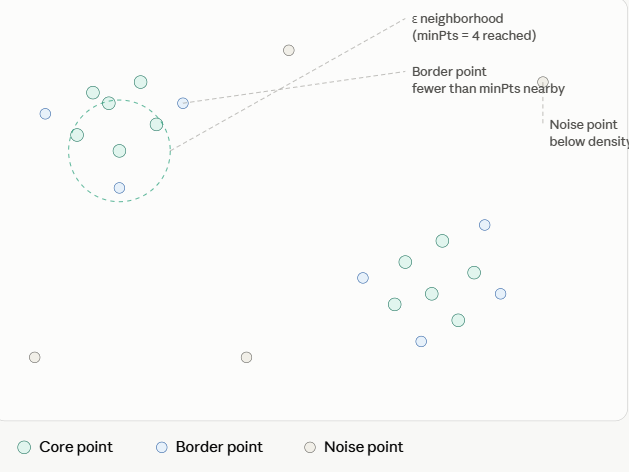 ε neighborhood
(minPts = 4 reached)
Border point
fewer than minPts nearby
Noise point
below density
Core point
Border point
Noise point